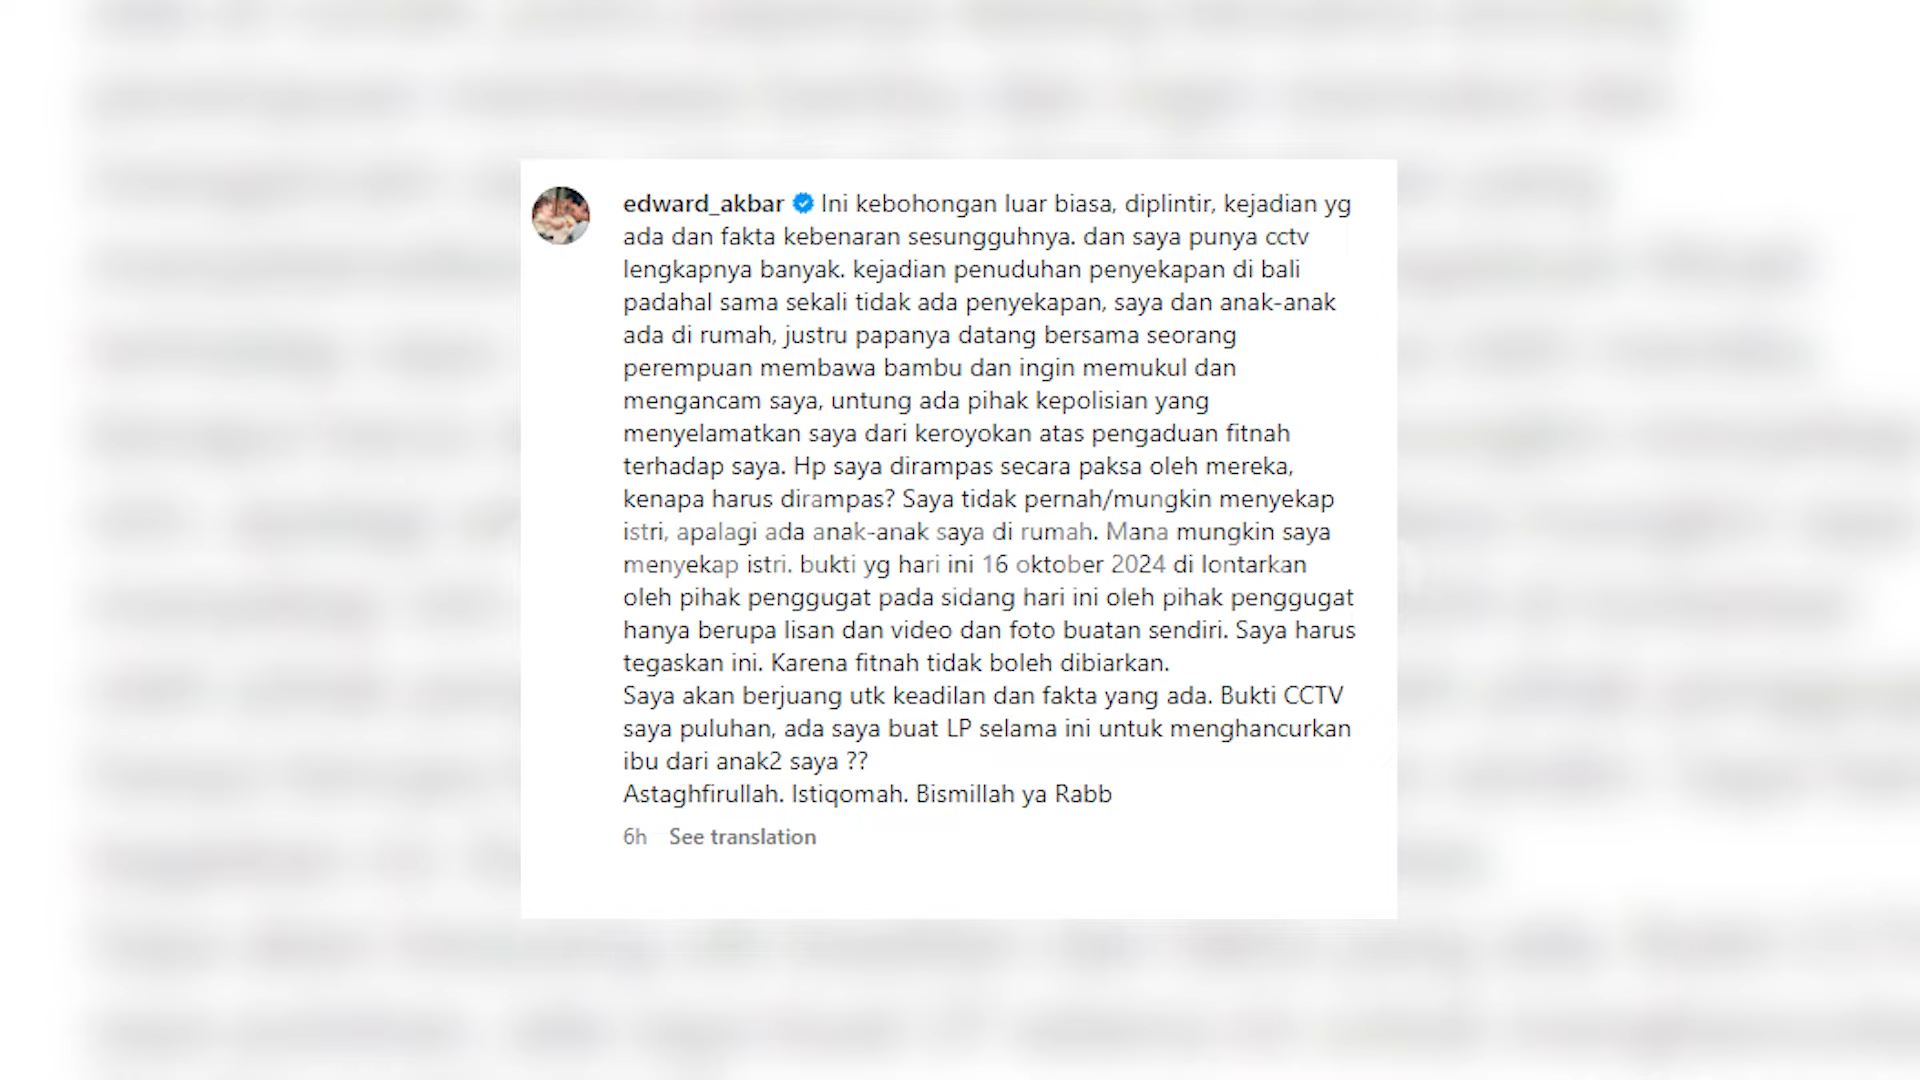 edward_akbar Ini kebohongan luar biasa, diplintir, kejadian yg
ada dan fakta kebenaran sesungguhnya. dan saya punya cctv
lengkapnya banyak. kejadian penuduhan penyekapan di bali
padahal sama sekali tidak ada penyekapan, saya dan anak-anak
ada di rumah, justru papanya datang bersama seorang
perempuan membawa bambu dan ingin memukul dan
mengancam saya, untung ada pihak kepolisian yang
menyelamatkan saya dari keroyokan atas pengaduan fitnah
terhadap saya. Hp saya dirampas secara paksa oleh mereka,
kenapa harus dirampas? Saya tidak pernah/mungkin menyekap
istri, apalagi ada anak-anak saya di rumah. Mana mungkin saya
menyekap istri. bukti yg hari ini 16 oktober 2024 di lontarkan
oleh pihak penggugat pada sidang hari ini oleh pihak penggugat
hanya berupa lisan dan video dan foto buatan sendiri. Saya harus
tegaskan ini. Karena fitnah tidak boleh dibiarkan.
Saya akan berjuang utk keadilan dan fakta yang ada. Bukti CCTV
saya puluhan, ada saya buat LP selama ini untuk menghancurkan
ibu dari anak2 saya ??
Astaghfirullah. Istiqomah. Bismillah ya Rabb
6h See translation